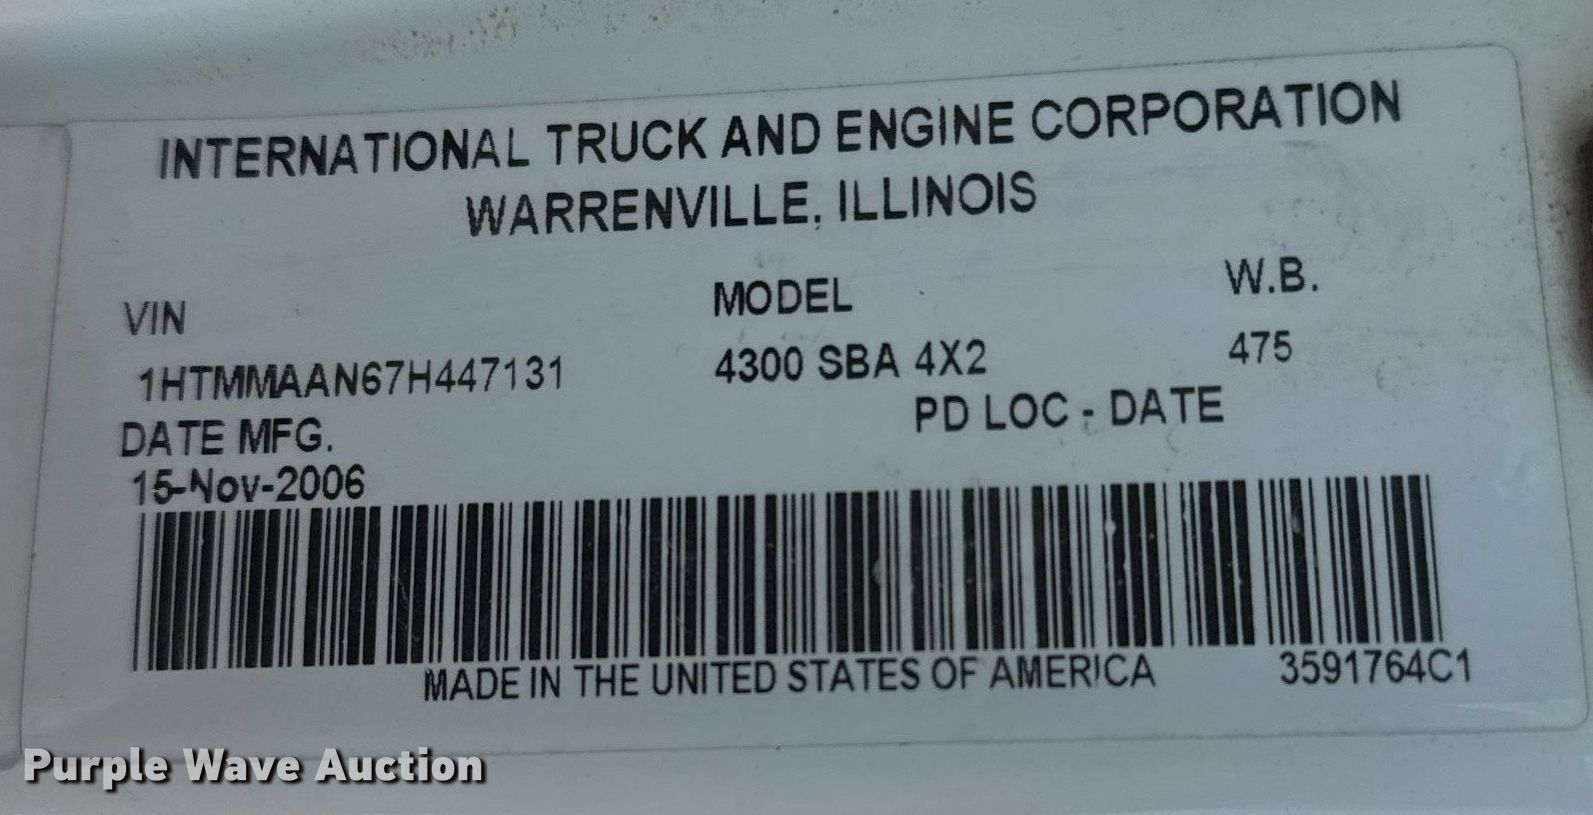 INTERNATIONAL TRUCK AND ENGINE CORPORATION
WARRENVILLE, ILLINOIS
VIN MODEL W.B.
1HTMMAAN67H447131 4300 SBA 4X2 475
DATE MFG. PD LOC - DATE
15-Nov-2006
MADE IN THE UNITED STATES OF AMERICA 3591764C1
Purple Wave Auction